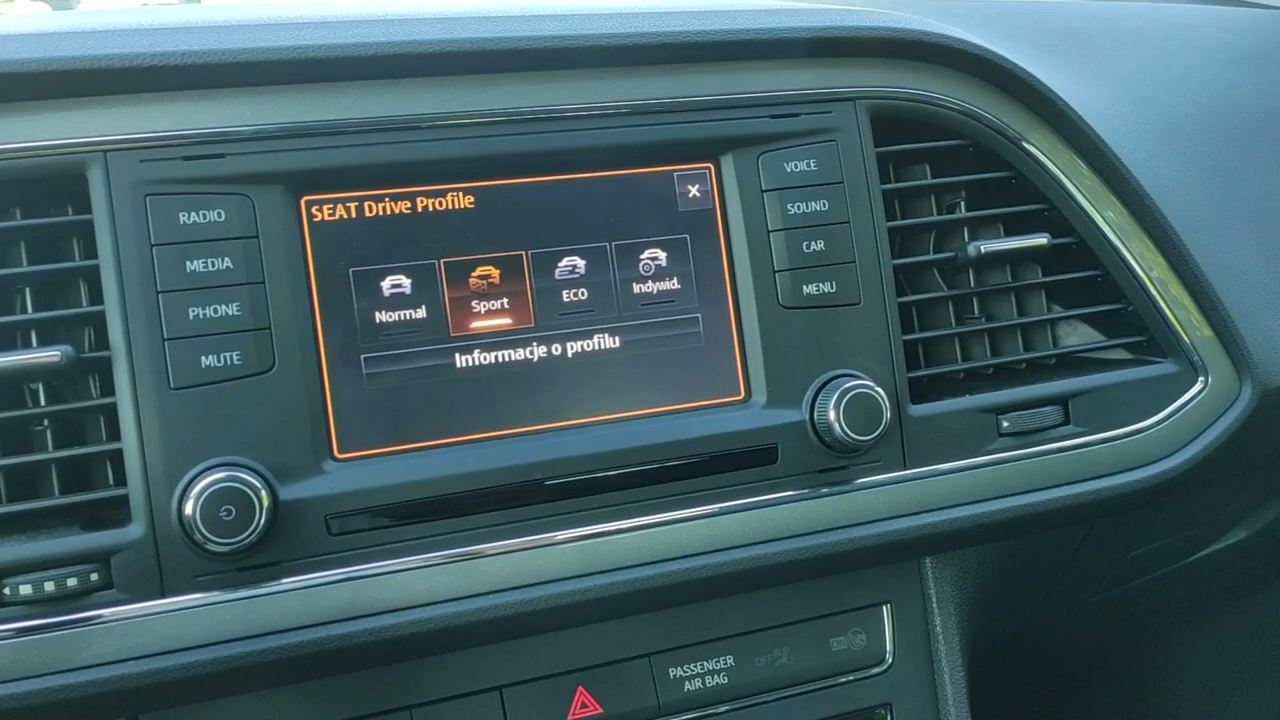 RADIO
MEDIA
PHONE
MUTE
SEAT Drive Profile
Normal
Sport
ECO
Indywid.
Informacje o profilu
VOICE
SOUND
CAR
MENU
PASSENGER
AIR BAG
OFF
ON